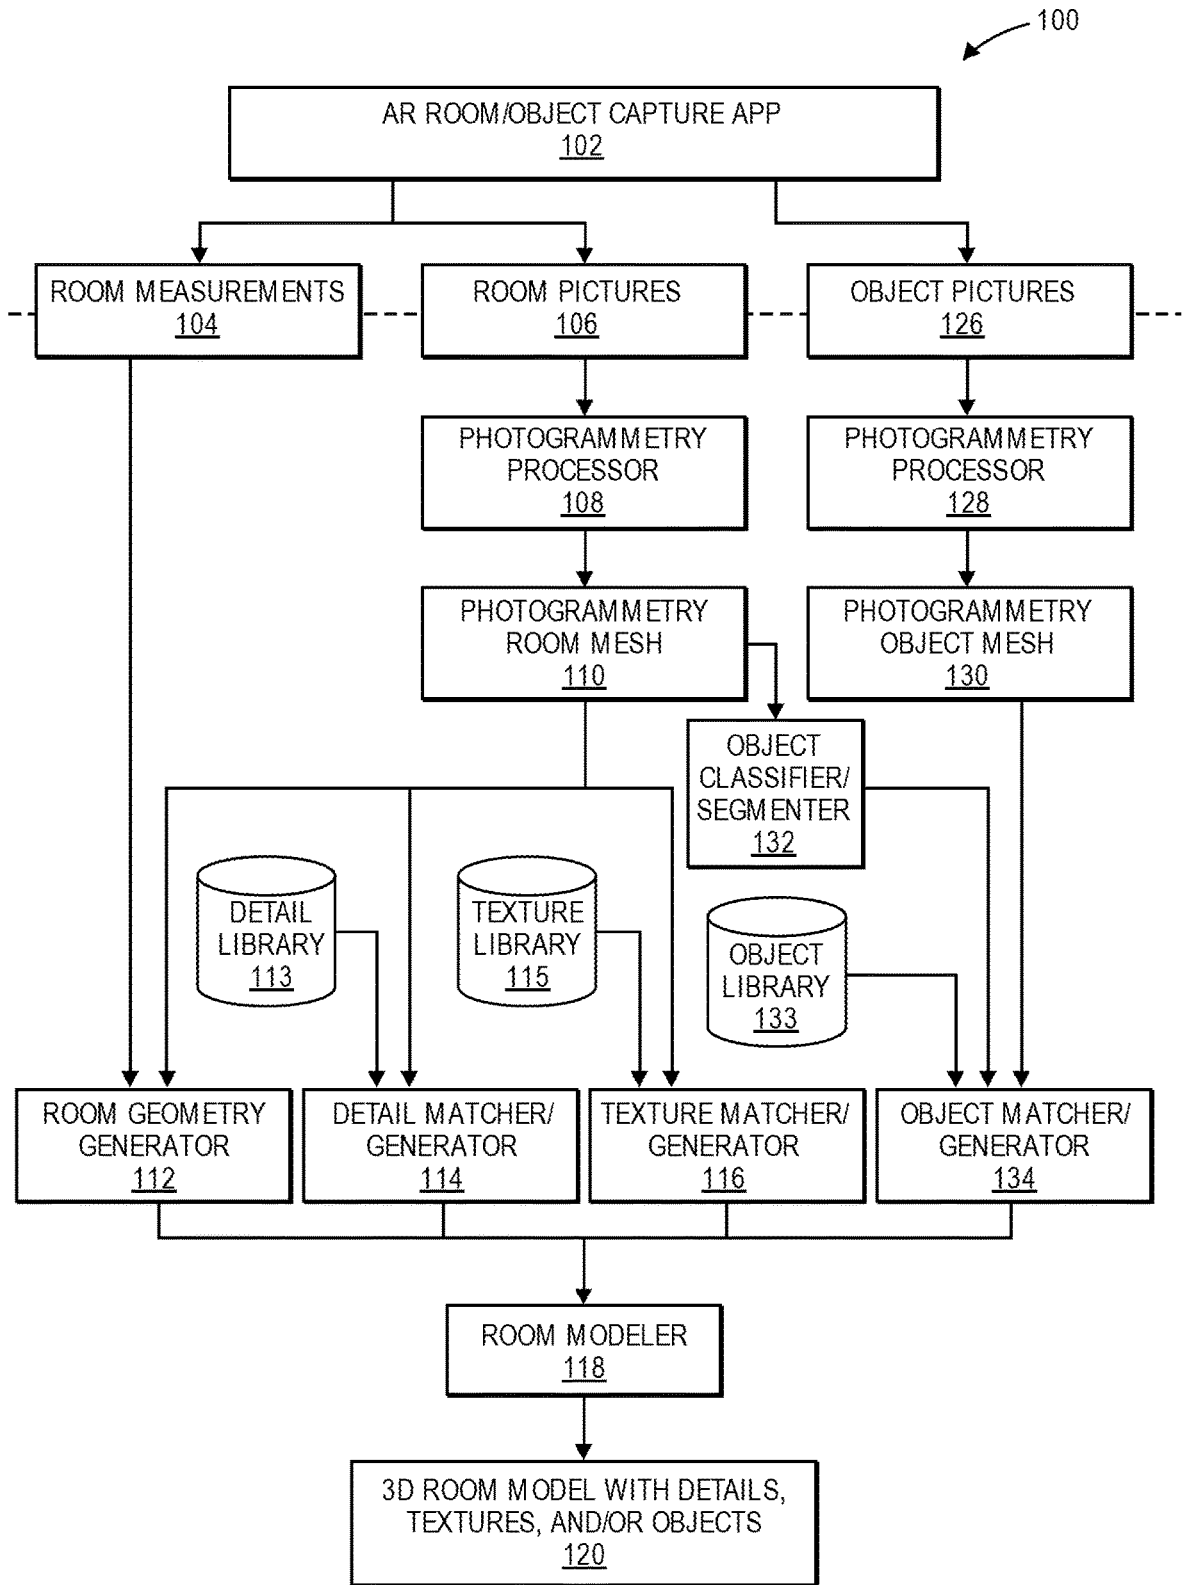 100
AR ROOM/OBJECT CAPTURE APP
102
ROOM MEASUREMENTS
104
ROOM PICTURES
106
OBJECT PICTURES
126
PHOTOGRAMMETRY
PROCESSOR
108
PHOTOGRAMMETRY
PROCESSOR
128
PHOTOGRAMMETRY
ROOM MESH
110
PHOTOGRAMMETRY
OBJECT MESH
130
OBJECT
CLASSIFIER/
SEGMENTER
132
DETAIL
LIBRARY
113
TEXTURE
LIBRARY
115
OBJECT
LIBRARY
133
ROOM GEOMETRY
GENERATOR
112
DETAIL MATCHER/
GENERATOR
114
TEXTURE MATCHER/
GENERATOR
116
OBJECT MATCHER/
GENERATOR
134
ROOM MODELER
118
3D ROOM MODEL WITH DETAILS,
TEXTURES, AND/OR OBJECTS
120